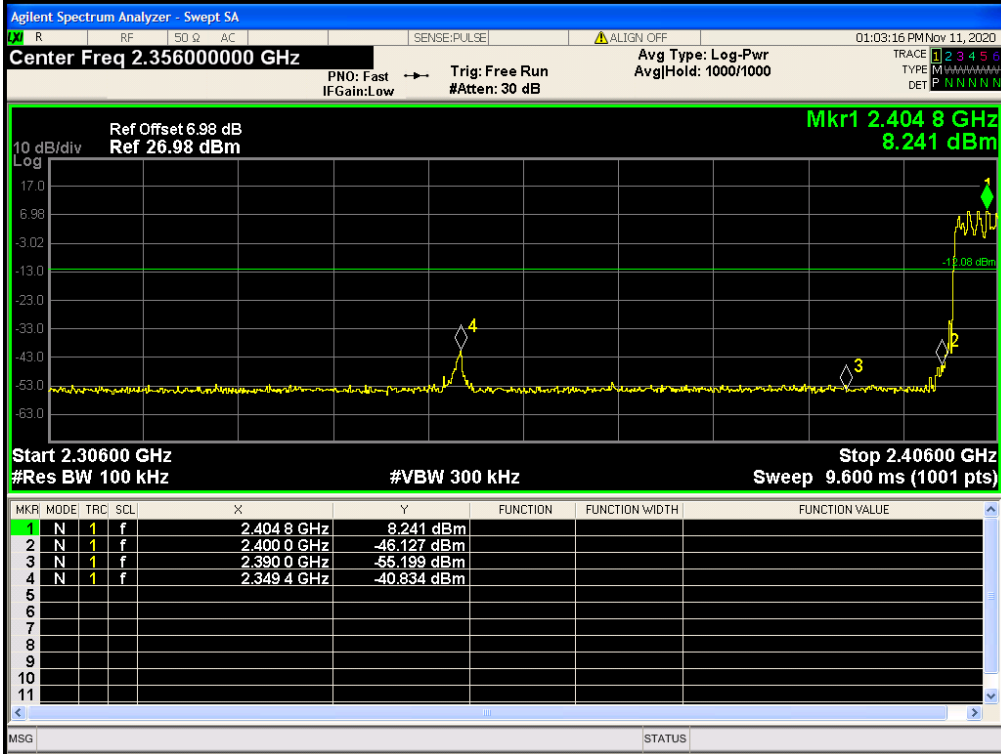 Agilent Spectrum Analyzer - Swept SA
LXI R RF 50 Ω AC SENSE:PULSE ALIGN OFF 01:03:16 PM Nov 11, 2020
Center Freq 2.356000000 GHz
PNO: Fast
IFGain:Low
Trig: Free Run
#Atten: 30 dB
Avg Type: Log-Pwr
Avg|Hold: 1000/1000
TRACE 1 2 3 4 5 6
TYPE M
DET P N N N N N
Mkr1 2.404 8 GHz
8.241 dBm
Ref Offset 6.98 dB
10 dB/div Ref 26.98 dBm
Log
17.0
6.98
-3.02
-13.0
-23.0
-33.0
-43.0
-53.0
-63.0
1
-12.08 dBm
4
2
3
Start 2.30600 GHz Stop 2.40600 GHz
#Res BW 100 kHz #VBW 300 kHz Sweep 9.600 ms (1001 pts)
MKR MODE TRC SCL X Y FUNCTION FUNCTION WIDTH FUNCTION VALUE
1 N 1 f 2.404 8 GHz 8.241 dBm
2 N 1 f 2.400 0 GHz -46.127 dBm
3 N 1 f 2.390 0 GHz -55.199 dBm
4 N 1 f 2.349 4 GHz -40.834 dBm
5
6
7
8
9
10
11
MSG STATUS